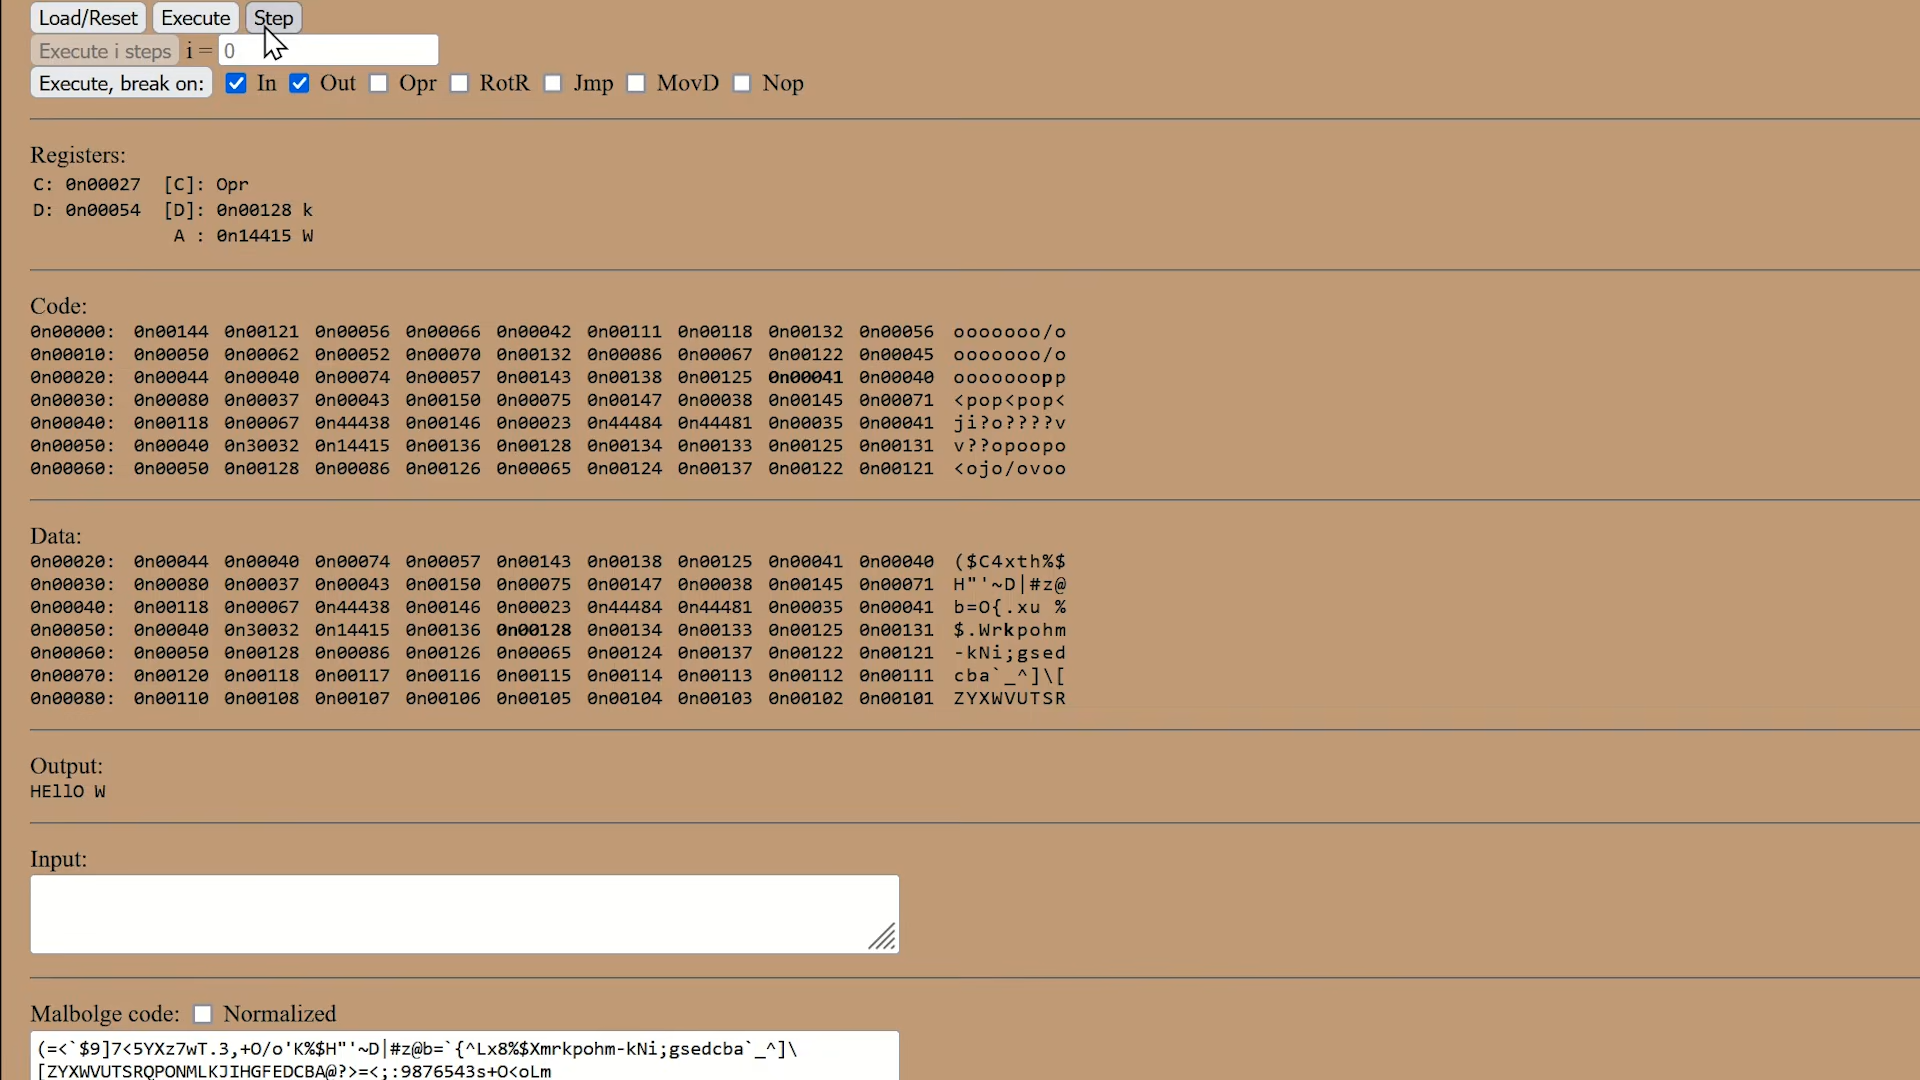 Load/Reset Execute Step
Execute i steps i = 0
Execute, break on: In Out Opr RotR Jmp MovD Nop
Registers:
C: 0n00027 [C]: Opr
D: 0n00054 [D]: 0n00128 k
A : 0n14415 W
Code:
0n00000: 0n00144 0n00121 0n00056 0n00066 0n00042 0n00111 0n00118 0n00132 0n00056 ooooooo/o
0n00010: 0n00050 0n00062 0n00052 0n00070 0n00132 0n00086 0n00067 0n00122 0n00045 ooooooo/o
0n00020: 0n00044 0n00040 0n00074 0n00057 0n00143 0n00138 0n00125 0n00041 0n00040 ooooooopp
0n00030: 0n00080 0n00037 0n00043 0n00150 0n00075 0n00147 0n00038 0n00145 0n00071 <pop<pop<
0n00040: 0n00118 0n00067 0n44438 0n00146 0n00023 0n44484 0n44481 0n00035 0n00041 ji?o????v
0n00050: 0n00040 0n30032 0n14415 0n00136 0n00128 0n00134 0n00133 0n00125 0n00131 v??opoopo
0n00060: 0n00050 0n00128 0n00086 0n00126 0n00065 0n00124 0n00137 0n00122 0n00121 <ojo/ovoo
Data:
0n00020: 0n00044 0n00040 0n00074 0n00057 0n00143 0n00138 0n00125 0n00041 0n00040 ($C4xth%$
0n00030: 0n00080 0n00037 0n00043 0n00150 0n00075 0n00147 0n00038 0n00145 0n00071 H"'~D|#z@
0n00040: 0n00118 0n00067 0n44438 0n00146 0n00023 0n44484 0n44481 0n00035 0n00041 b=O{.xu %
0n00050: 0n00040 0n30032 0n14415 0n00136 0n00128 0n00134 0n00133 0n00125 0n00131 $.Wrkpohm
0n00060: 0n00050 0n00128 0n00086 0n00126 0n00065 0n00124 0n00137 0n00122 0n00121 -kNi;gsed
0n00070: 0n00120 0n00118 0n00117 0n00116 0n00115 0n00114 0n00113 0n00112 0n00111 cba`_^]\[
0n00080: 0n00110 0n00108 0n00107 0n00106 0n00105 0n00104 0n00103 0n00102 0n00101 ZYXWVUTSR
Output:
HEllO W
Input:
Malbolge code: Normalized
(=<`$9]7<5YXz7wT.3,+O/o'K%$H"'~D|#z@b=`{^Lx8%$Xmrkpohm-kNi;gsedcba`_^]\
[ZYXWVUTSRQPONMLKJIHGFEDCBA@?>=<;:9876543s+O<oLm